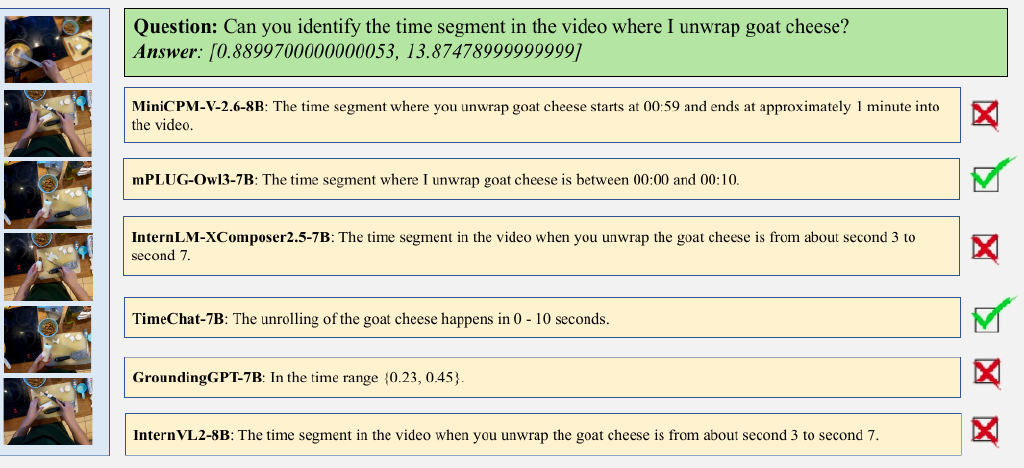 Question: Can you identify the time segment in the video where I unwrap goat cheese?
Answer: [0.8899700000000053, 13.87478999999999]
MiniCPM-V-2.6-8B: The time segment where you unwrap goat cheese starts at 00:59 and ends at approximately 1 minute into
the video.
mPLUG-Owl3-7B: The time segment where I unwrap goat cheese is between 00:00 and 00:10.
InternLM-XComposer2.5-7B: The time segment in the video when you unwrap the goat cheese is from about second 3 to
second 7.
TimeChat-7B: The unrolling of the goat cheese happens in 0 - 10 seconds.
GroundingGPT-7B: In the time range {0.23, 0.45}.
InternVL2-8B: The time segment in the video when you unwrap the goat cheese is from about second 3 to second 7.